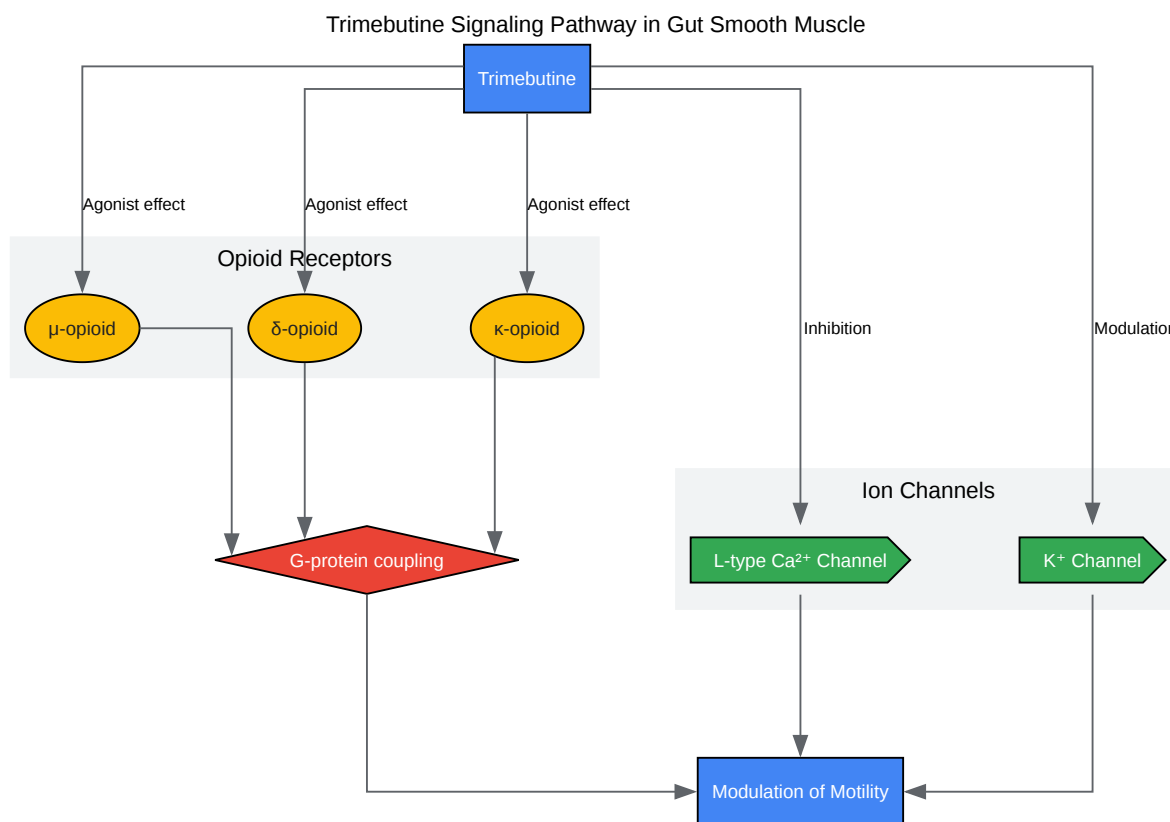 Trimebutine Signaling Pathway in Gut Smooth Muscle
Trimebutine
Agonist effect
Agonist effect
Agonist effect
Opioid Receptors
μ-opioid
δ-opioid
κ-opioid
Inhibition
Modulation
Ion Channels
G-protein coupling
L-type Ca²⁺ Channel
K⁺ Channel
Modulation of Motility